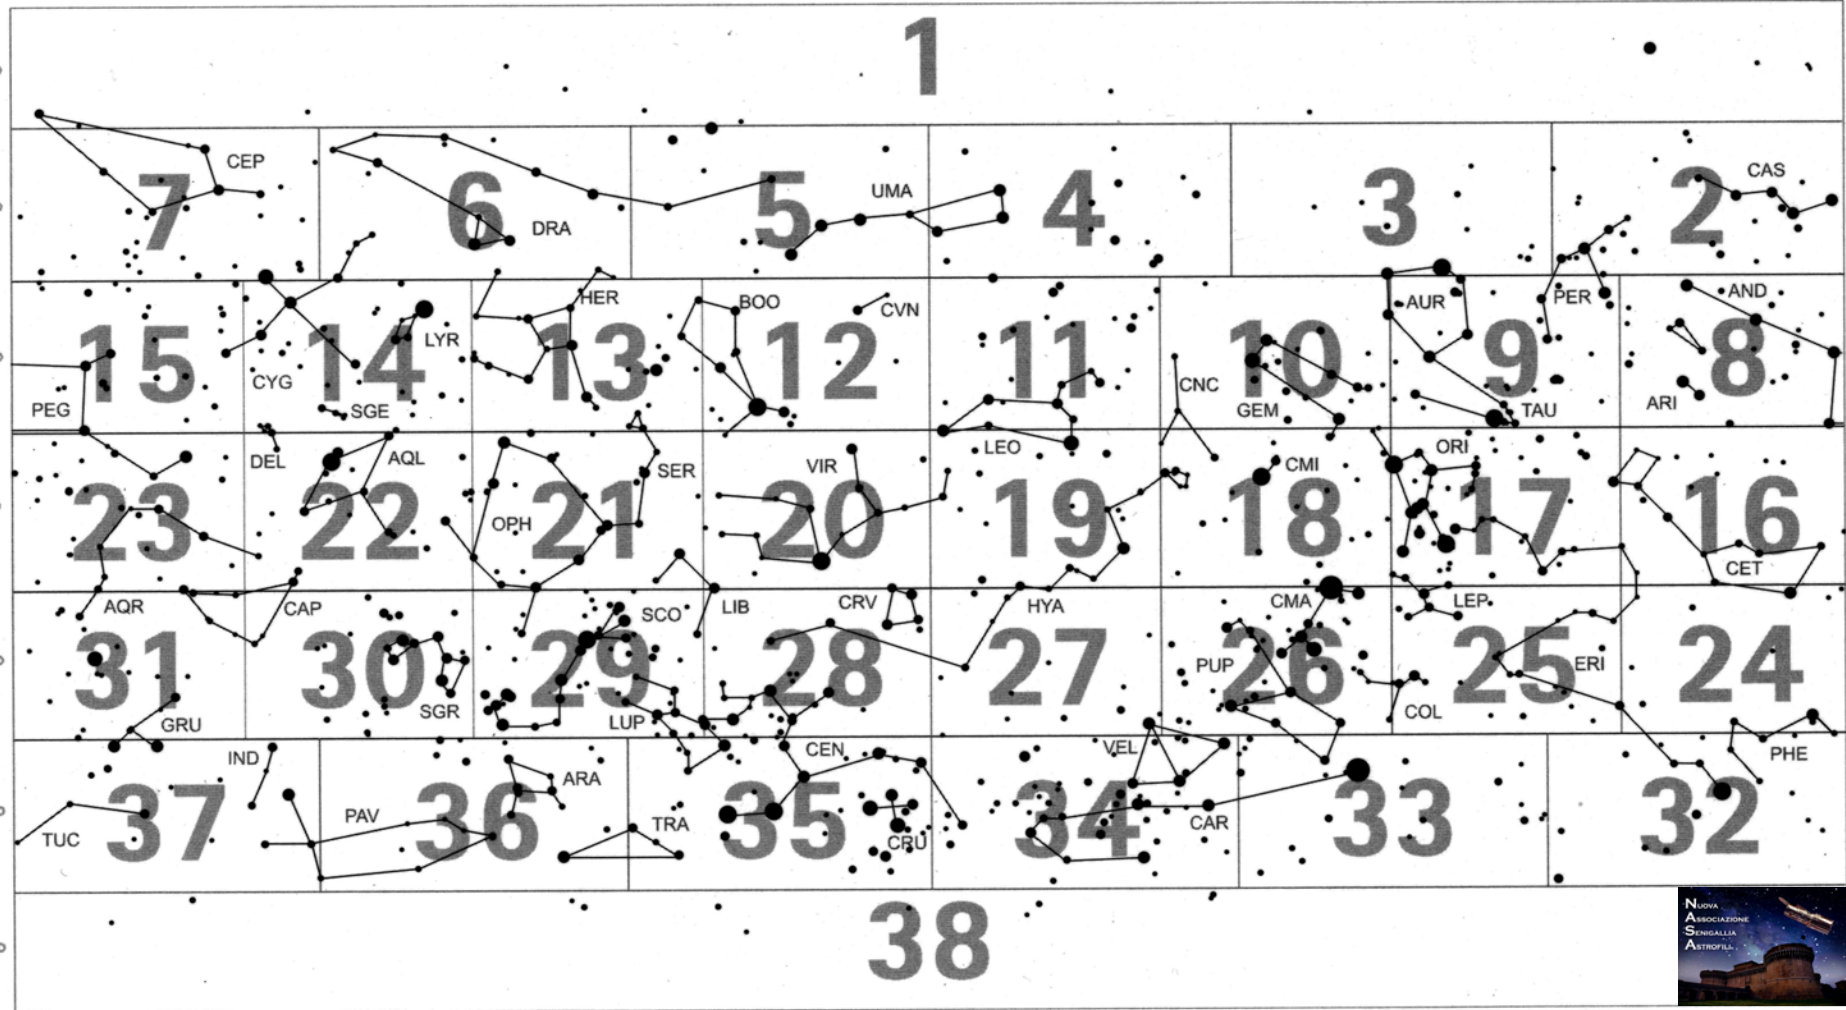 1
7 CEP 6 DRA 5 UMA 4 3 2 CAS
15 PEG CYG 14 SGE LYR HER 13 BOO 12 CVN 11 LEO CNC 10 GEM AUR 9 TAU PER AND 8 ARI
23 DEL 22 AQL OPH 21 SER VIR 20 19 18 CMI ORI 17 16 CET
AQR 31 GRU CAP 30 SGR 29 SCO LUP LIB CRV 28 HYA 27 CMA PUP 26 LEP COL 25 ERI 24
TUC 37 IND PAV 36 ARA TRA 35 CEN CRU VEL 34 CAR 33 32 PHE
38
NUOVA
ASSOCIAZIONE
SENIGALLIA
ASTROFILI